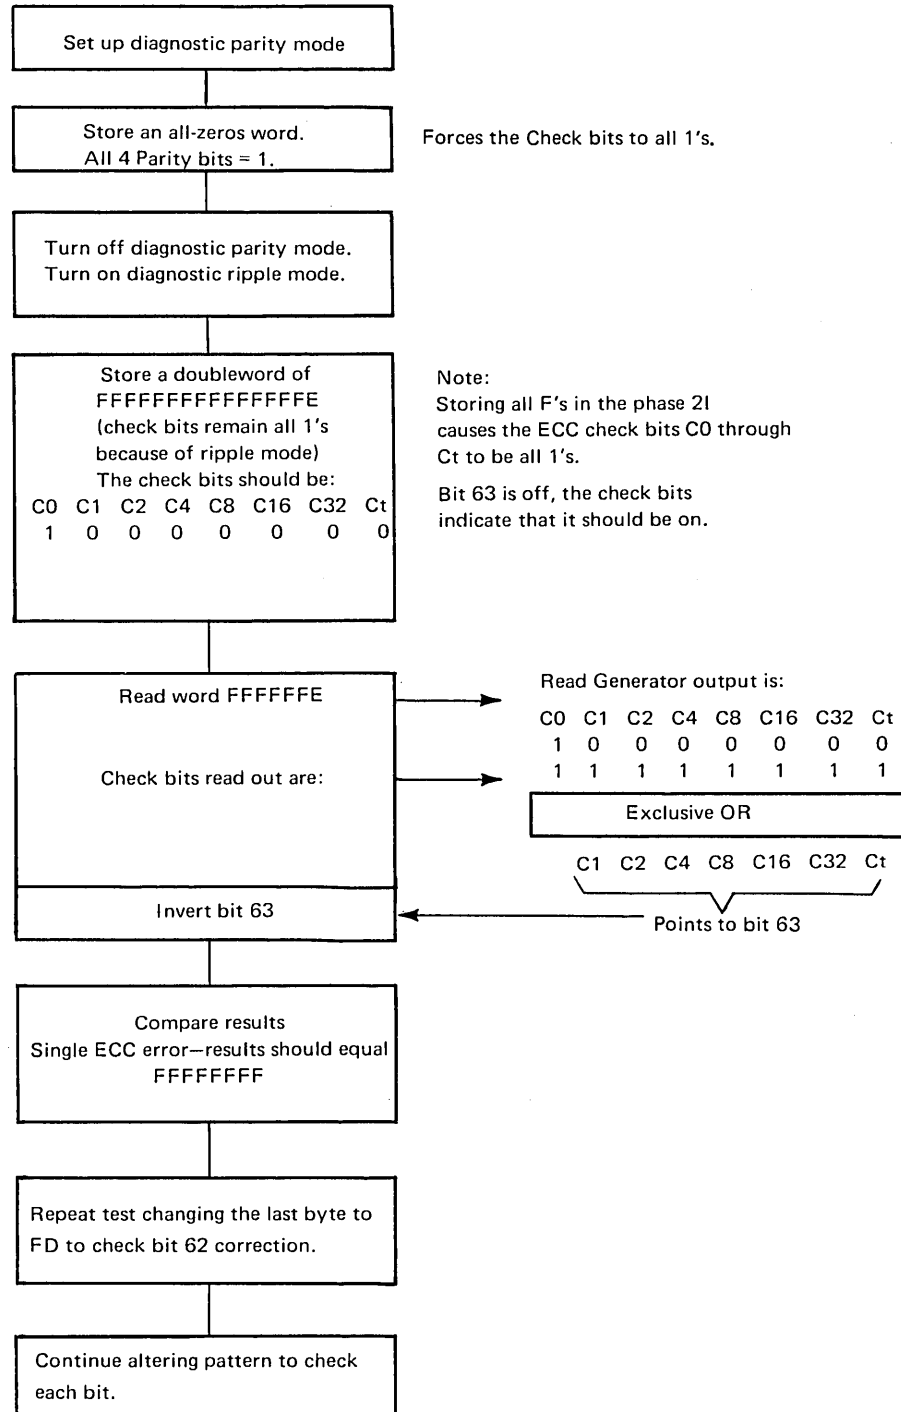 Set up diagnostic parity mode
Store an all-zeros word.
All 4 Parity bits = 1.
Forces the Check bits to all 1's.
Turn off diagnostic parity mode.
Turn on diagnostic ripple mode.
Store a doubleword of
FFFFFFFFFFFFFFFE
(check bits remain all 1's
because of ripple mode)
The check bits should be:
C0 C1 C2 C4 C8 C16 C32 Ct
1 0 0 0 0 0 0 0
Note:
Storing all F's in the phase 2I
causes the ECC check bits C0 through
Ct to be all 1's.
Bit 63 is off, the check bits
indicate that it should be on.
Read word FFFFFFE
Check bits read out are:
Read Generator output is:
C0 C1 C2 C4 C8 C16 C32 Ct
1 0 0 0 0 0 0 0
1 1 1 1 1 1 1 1
Exclusive OR
C1 C2 C4 C8 C16 C32 Ct
Points to bit 63
Invert bit 63
Compare results
Single ECC error—results should equal
FFFFFFFF
Repeat test changing the last byte to
FD to check bit 62 correction.
Continue altering pattern to check
each bit.